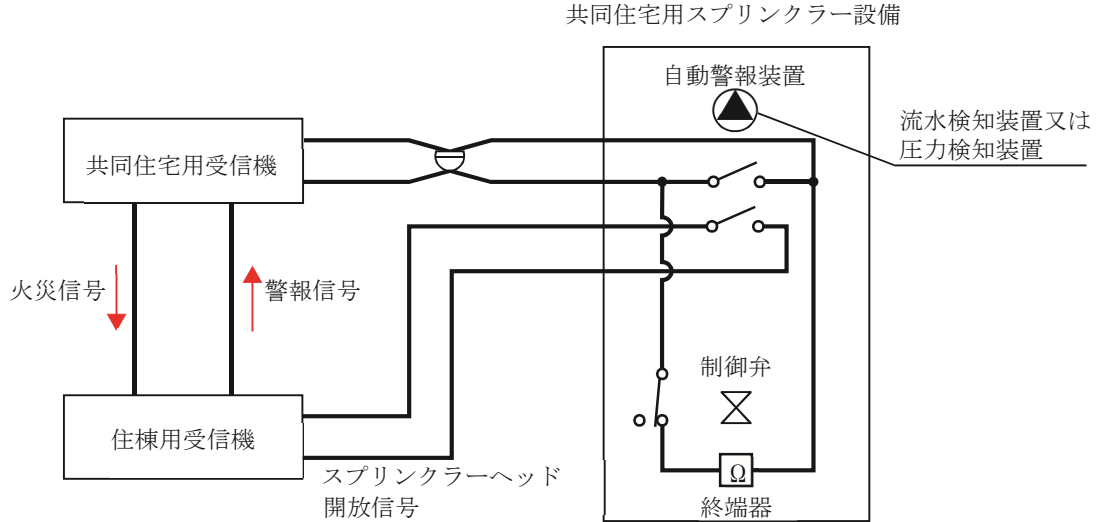 共同住宅用スプリンクラー設備
自動警報装置
流水検知装置又は
圧力検知装置
共同住宅用受信機
火災信号
警報信号
制御弁
住棟用受信機
スプリンクラーヘッド
開放信号
Ω
終端器